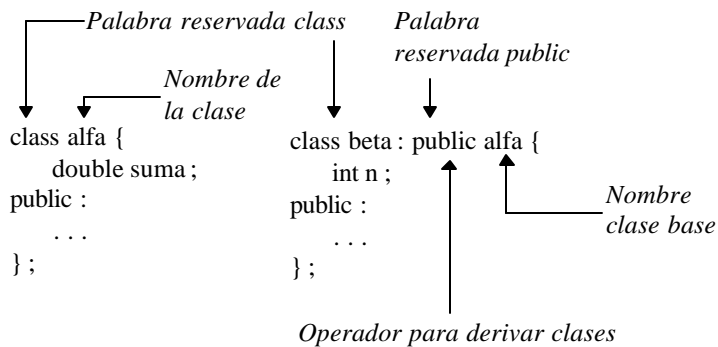 Palabra reservada class
Palabra
reservada public
Nombre de
la clase
class alfa {
double suma ;
public :
. . .
} ;
class beta : public alfa {
int n ;
public :
. . .
} ;
Nombre
clase base
Operador para derivar clases